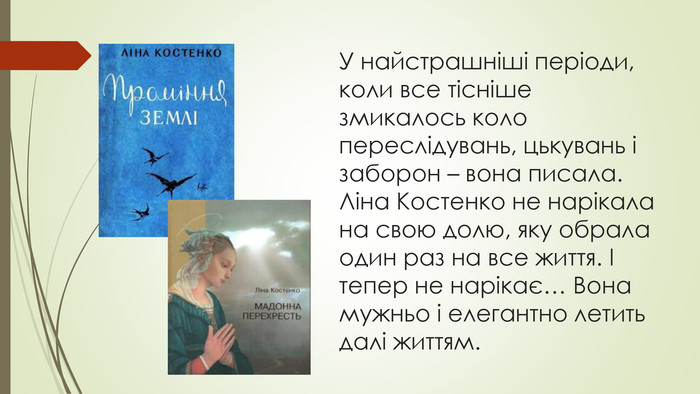 ЛІНА КОСТЕНКО
Проміння
ЗЕМЛІ
Ліна Костенко
МАДОННА
ПЕРЕХРЕСТЬ
У найстрашніші періоди,
коли все тісніше
змикалось коло
переслідувань, цькувань і
заборон – вона писала.
Ліна Костенко не нарікала
на свою долю, яку обрала
один раз на все життя. І
тепер не нарікає… Вона
мужньо і елегантно летить
далі життям.